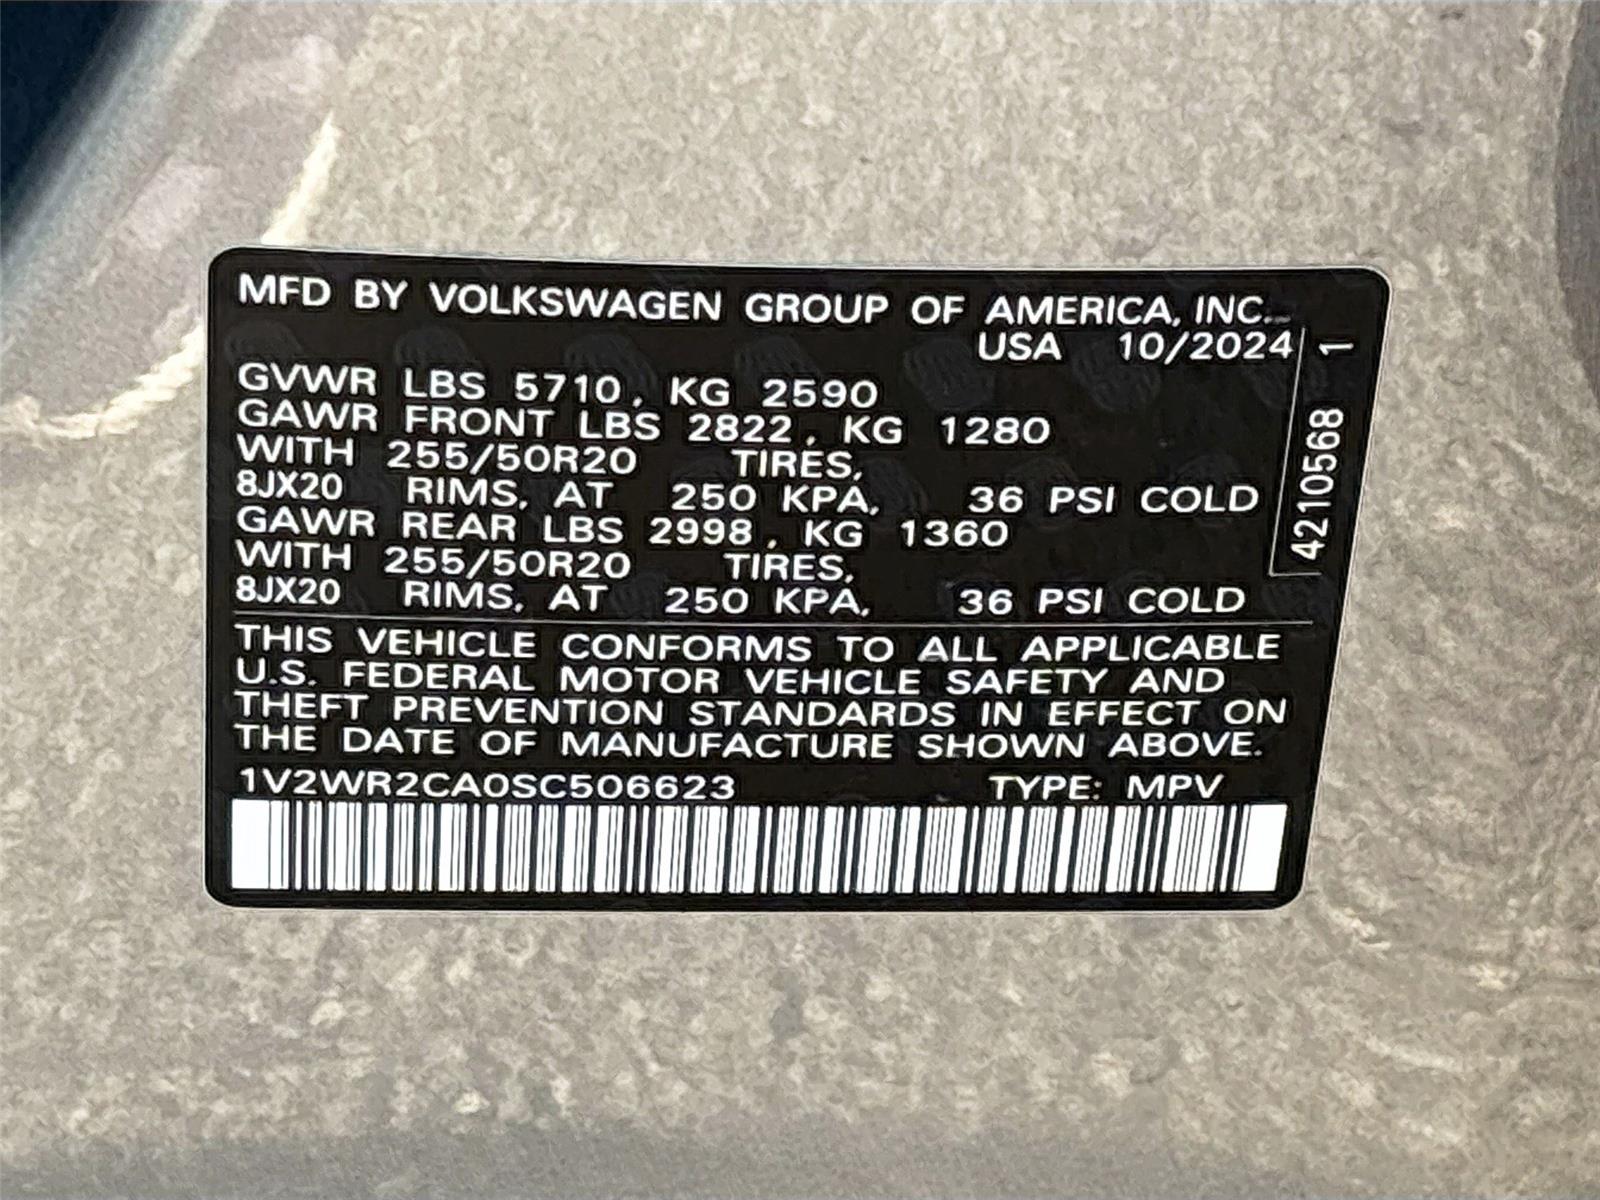 MFD BY VOLKSWAGEN GROUP OF AMERICA, INC.
USA 10/2024
GVWR LBS 5710, KG 2590
GAWR FRONT LBS 2822, KG 1280
WITH 255/50R20 TIRES,
8JX20 RIMS, AT 250 KPA, 36 PSI COLD
GAWR REAR LBS 2998, KG 1360
WITH 255/50R20 TIRES,
8JX20 RIMS, AT 250 KPA, 36 PSI COLD
THIS VEHICLE CONFORMS TO ALL APPLICABLE
U.S. FEDERAL MOTOR VEHICLE SAFETY AND
THEFT PREVENTION STANDARDS IN EFFECT ON
THE DATE OF MANUFACTURE SHOWN ABOVE.
1V2WR2CA0SC506623 TYPE: MPV
4210568 1